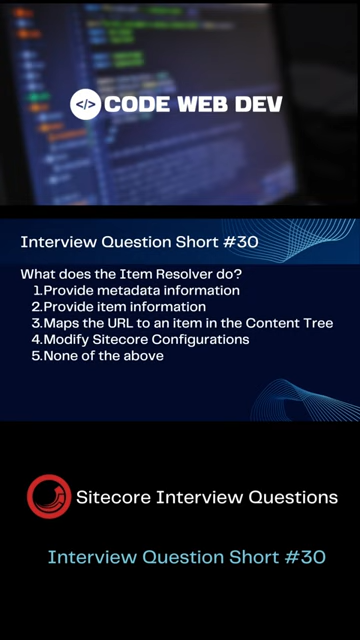 </> CODE WEB DEV
Interview Question Short #30
What does the Item Resolver do?
1.Provide metadata information
2.Provide item information
3.Maps the URL to an item in the Content Tree
4.Modify Sitecore Configurations
5.None of the above
Sitecore Interview Questions
Interview Question Short #30